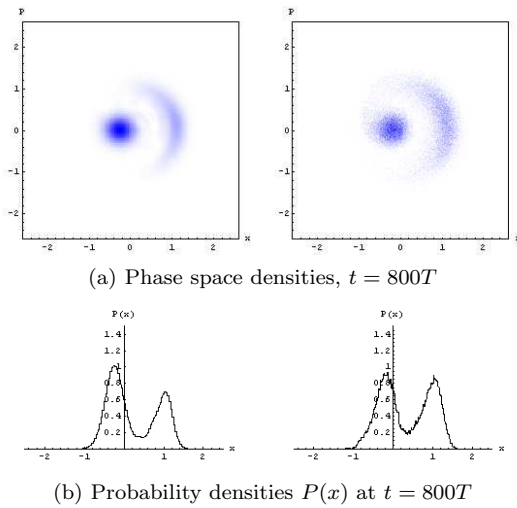 P P
2 2
1 1
0 0
-1 -1
-2 -2
-2 -1 0 1 2 x -2 -1 0 1 2 x
(a) Phase space densities, t = 800T
P(x) P(x)
1.4 1.4
1.2 1.2
1 1
0.8 0.8
0.6 0.6
0.4 0.4
0.2 0.2
-2 -1 1 2 x -2 -1 1 2 x
(b) Probability densities P(x) at t = 800T